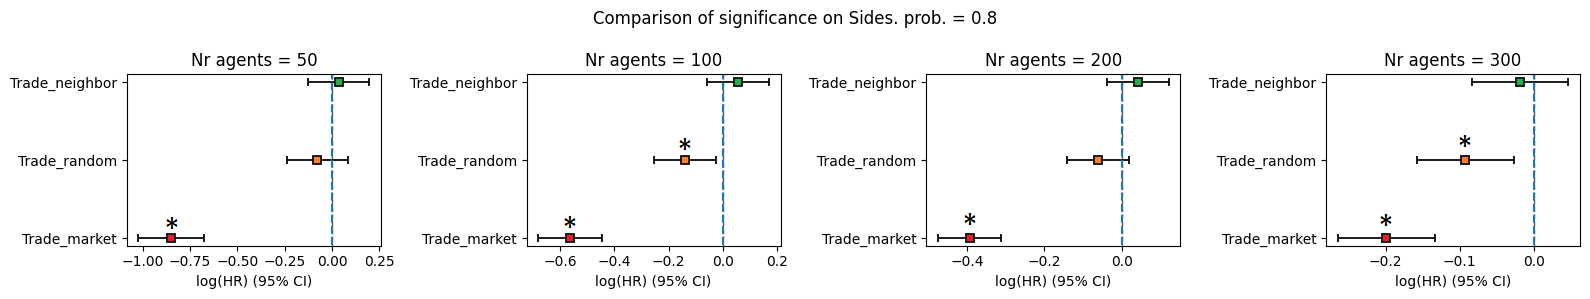 Comparison of significance on Sides. prob. = 0.8
Nr agents = 50
Trade_neighbor
Trade_random
*
Trade_market
−1.00 −0.75 −0.50 −0.25 0.00 0.25
log(HR) (95% CI)
Nr agents = 100
Trade_neighbor
*
Trade_random
*
Trade_market
−0.6 −0.4 −0.2 0.0 0.2
log(HR) (95% CI)
Nr agents = 200
Trade_neighbor
Trade_random
*
Trade_market
−0.4 −0.2 0.0
log(HR) (95% CI)
Nr agents = 300
Trade_neighbor
*
Trade_random
*
Trade_market
−0.2 −0.1 0.0
log(HR) (95% CI)